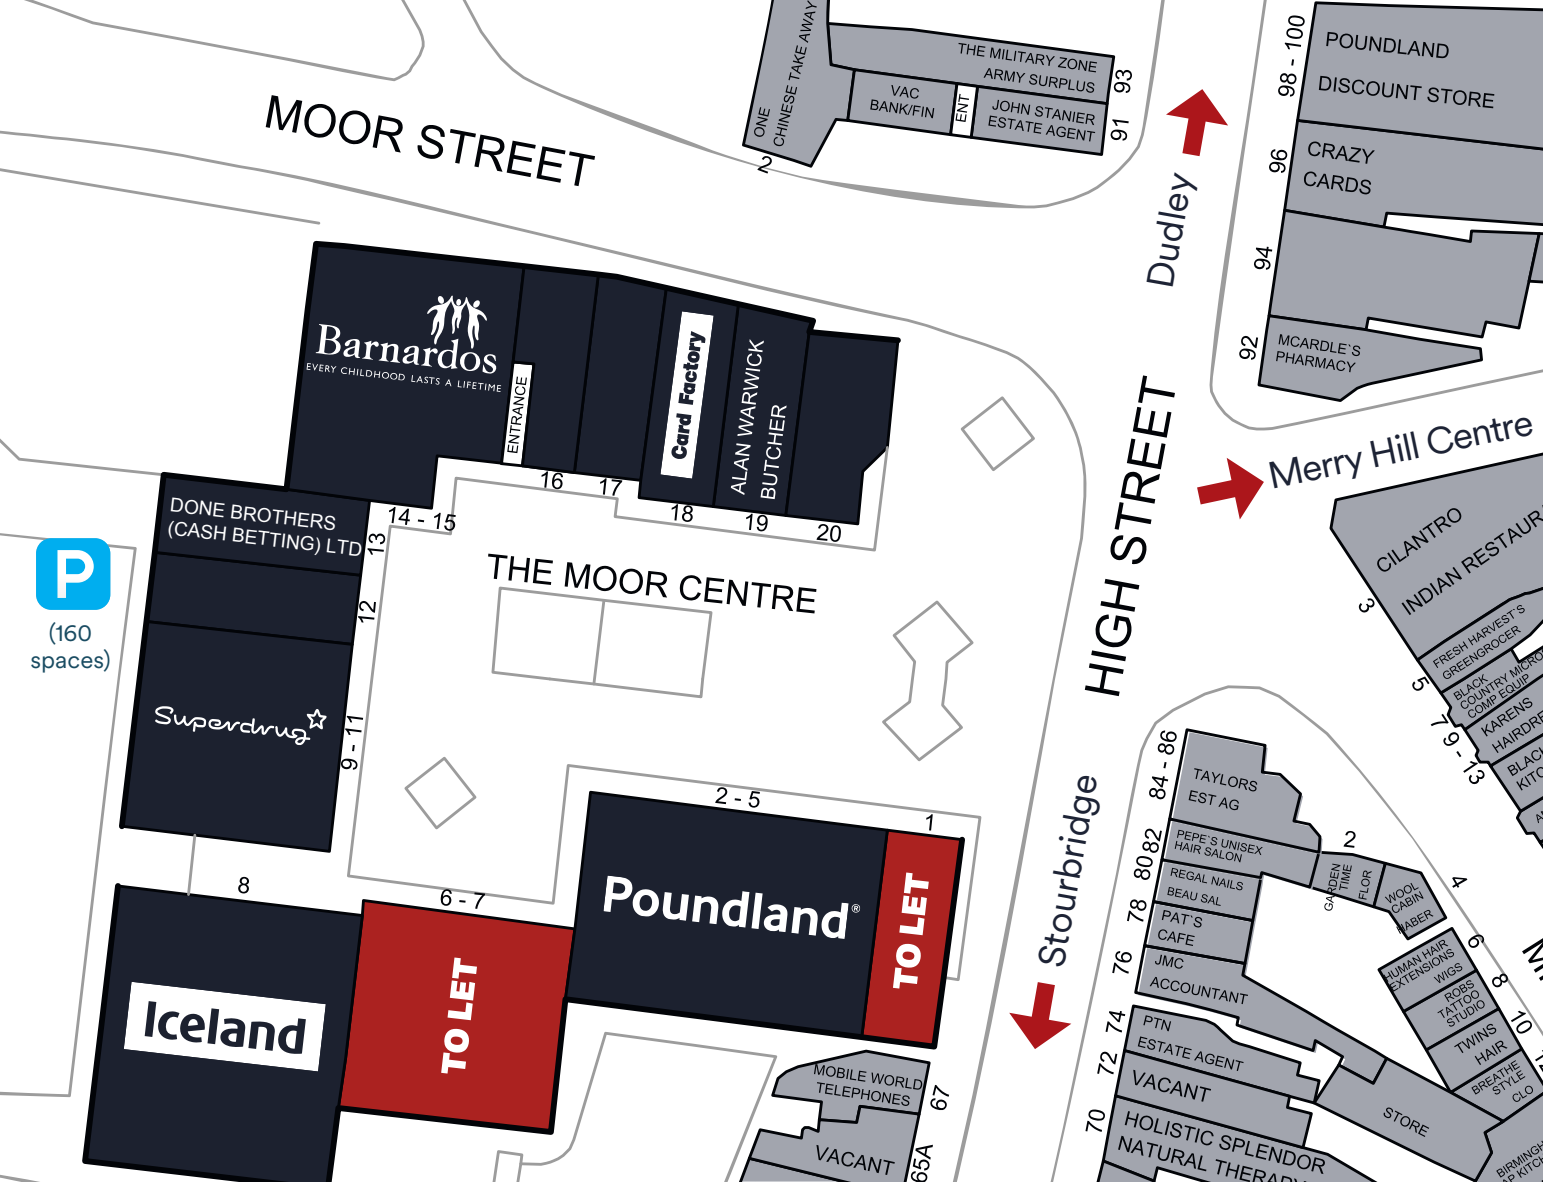 MOOR STREET
ONE
CHINESE TAKE AWAY
2
THE MILITARY ZONE
ARMY SURPLUS
93
VAC
BANK/FIN
ENT
JOHN STANIER
ESTATE AGENT
91
Dudley
98 - 100
POUNDLAND
DISCOUNT STORE
96
CRAZY
CARDS
94
92
MCARDLE`S
PHARMACY
Merry Hill Centre
HIGH STREET
Stourbridge
Barnardos
EVERY CHILDHOOD LASTS A LIFETIME
ENTRANCE
Card Factory
ALAN WARWICK
BUTCHER
14 - 15
16
17
18
19
20
DONE BROTHERS
(CASH BETTING) LTD
13
12
Superdrug
9 - 11
P
(160
spaces)
THE MOOR CENTRE
8
Iceland
6 - 7
TO LET
2 - 5
Poundland®
1
TO LET
MOBILE WORLD
TELEPHONES
67
VACANT
65A
CILANTRO
INDIAN RESTAUR
3
FRESH HARVEST`S
GREENGROCER
5
BLACK
COUNTRY MICRO
COMP EQUIP
7
KARENS
HAIRDRE
9 - 13
BLAC
KITC
84 - 86
TAYLORS
EST AG
82
PEPE`S UNISEX
HAIR SALON
80
REGAL NAILS
BEAU SAL
78
PAT`S
CAFE
76
JMC
ACCOUNTANT
74
PTN
ESTATE AGENT
72
VACANT
70
HOLISTIC SPLENDOR
NATURAL THERAPY
2
GARDEN
TIME
FLOR
4
WOOL
CABIN
HABER
6
HUMAN HAIR
EXTENSIONS
WIGS
8
ROBS
TATTOO
STUDIO
10
TWINS
HAIR
BREATHE
STYLE
CLO
STORE
BIRMINGH